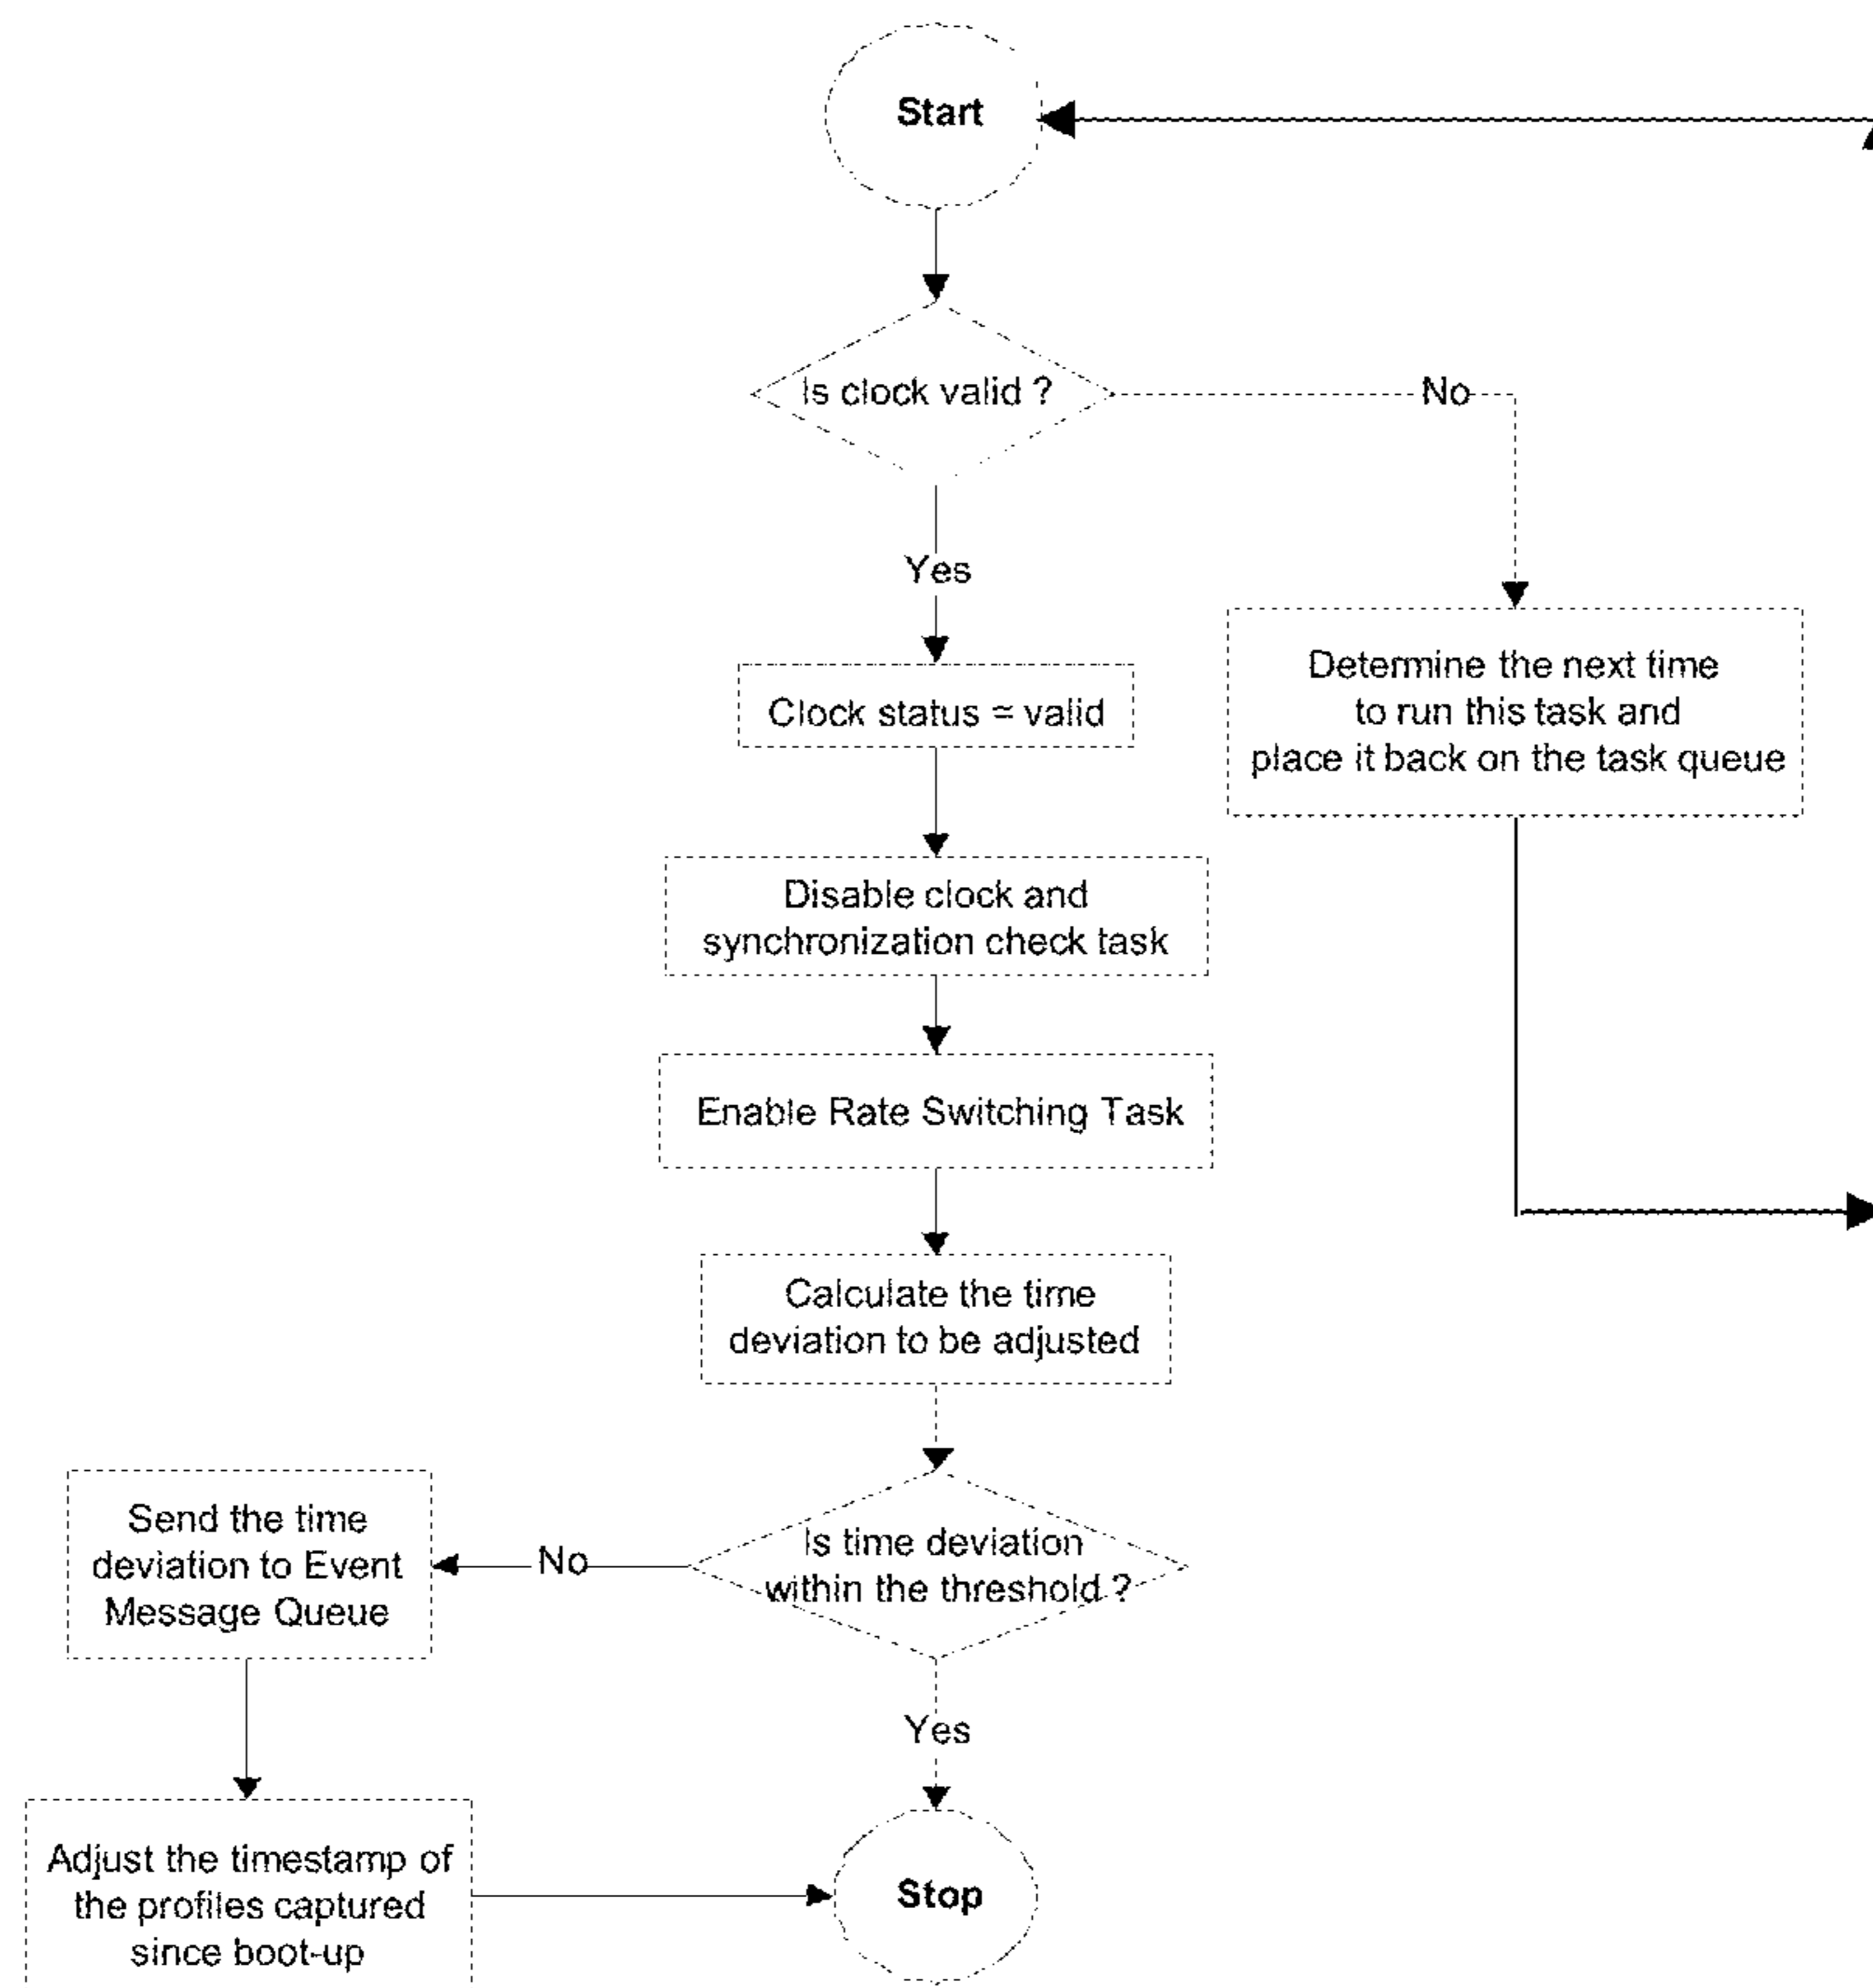 Start
Is clock valid ?
No
Yes
Determine the next time
to run this task and
place it back on the task queue
Clock status = valid
Disable clock and
synchronization check task
Enable Rate Switching Task
Calculate the time
deviation to be adjusted
Send the time
deviation to Event
Message Queue
No
Is time deviation
within the threshold ?
Yes
Adjust the timestamp of
the profiles captured
since boot-up
Stop